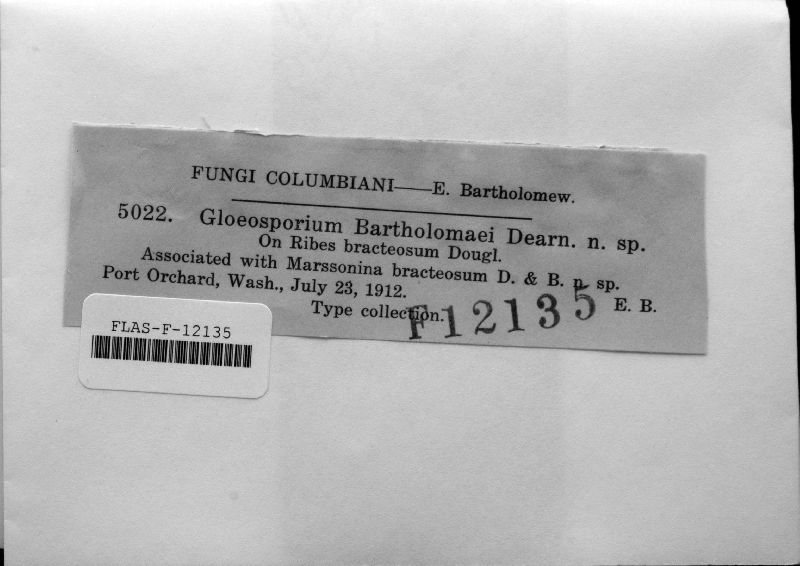 FUNGI COLUMBIANI——E. Bartholomew.
5022. Gloeosporium Bartholomaei Dearn. n. sp.
On Ribes bracteosum Dougl.
Associated with Marssonina bracteosum D. & B. n. sp.
Port Orchard, Wash., July 23, 1912. E. B.
Type collection.
F12135
FLAS-F-12135